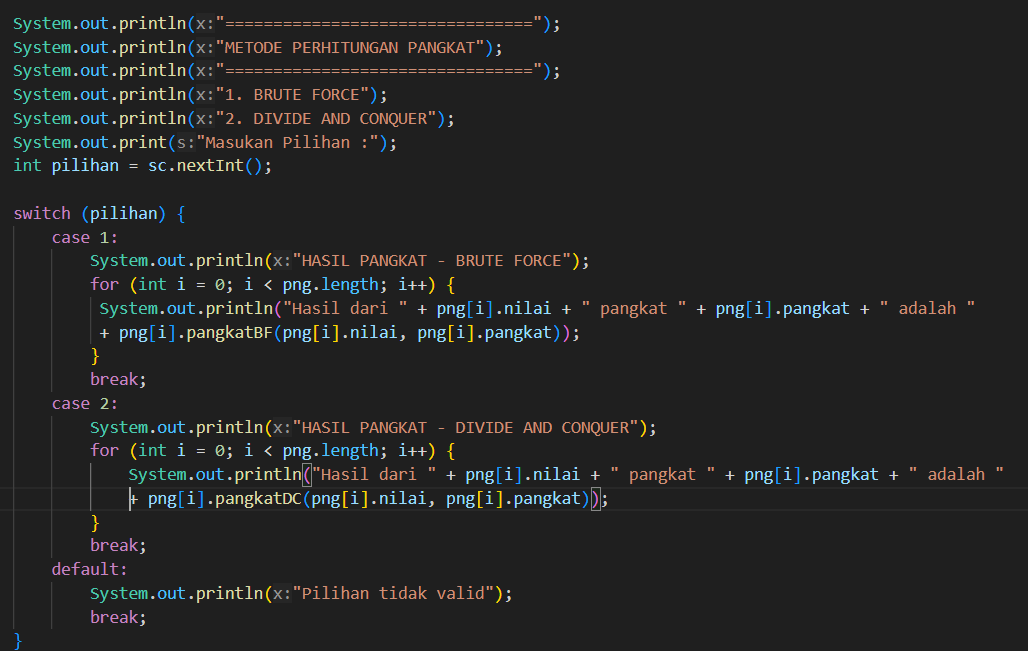 System.out.println(x:"================================");
System.out.println(x:"METODE PERHITUNGAN PANGKAT");
System.out.println(x:"================================");
System.out.println(x:"1. BRUTE FORCE");
System.out.println(x:"2. DIVIDE AND CONQUER");
System.out.print(s:"Masukan Pilihan :");
int pilihan = sc.nextInt();

switch (pilihan) {
    case 1:
        System.out.println(x:"HASIL PANGKAT - BRUTE FORCE");
        for (int i = 0; i < png.length; i++) {
         System.out.println("Hasil dari " + png[i].nilai + " pangkat " + png[i].pangkat + " adalah "
         + png[i].pangkatBF(png[i].nilai, png[i].pangkat));
        }
        break;
    case 2:
        System.out.println(x:"HASIL PANGKAT - DIVIDE AND CONQUER");
        for (int i = 0; i < png.length; i++) {
            System.out.println("Hasil dari " + png[i].nilai + " pangkat " + png[i].pangkat + " adalah "
            + png[i].pangkatDC(png[i].nilai, png[i].pangkat));
        }
        break;
    default:
        System.out.println(x:"Pilihan tidak valid");
        break;
}